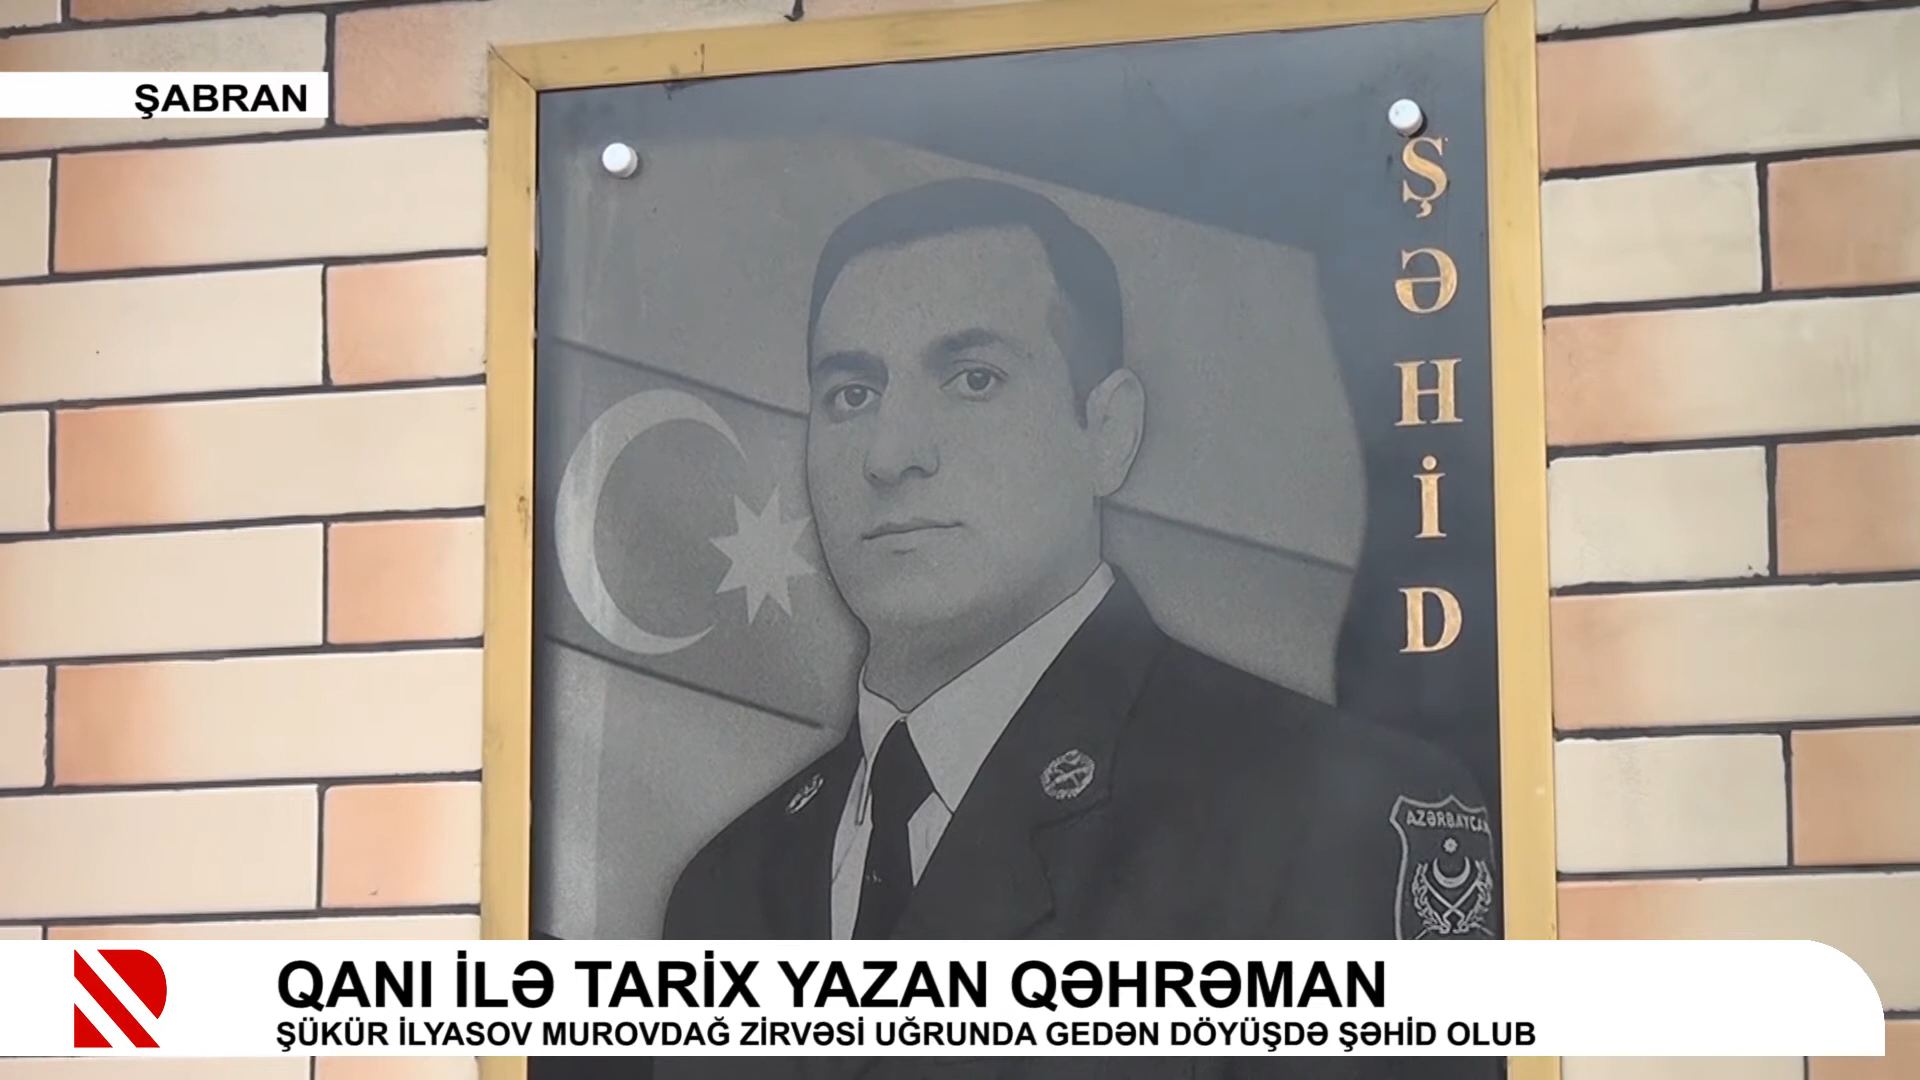 ŞABRAN
ŞƏHİD
AZƏRBAYCAN
QANI İLƏ TARİX YAZAN QƏHRƏMAN
ŞÜKÜR İLYASOV MUROVDAĞ ZİRVƏSİ UĞRUNDA GEDƏN DÖYÜŞDƏ ŞƏHİD OLUB